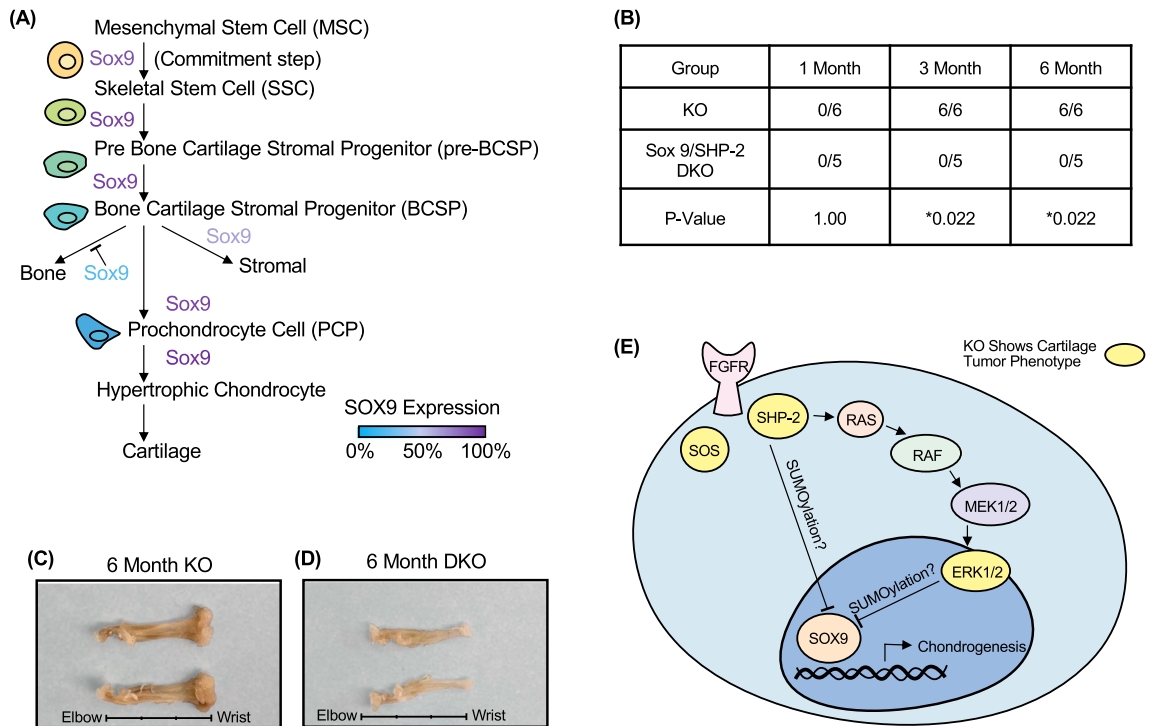 (A)
Mesenchymal Stem Cell (MSC)
Sox9 (Commitment step)
Skeletal Stem Cell (SSC)
Sox9
Pre Bone Cartilage Stromal Progenitor (pre-BCSP)
Sox9
Bone Cartilage Stromal Progenitor (BCSP)
Sox9
Bone Sox9 Stromal
Sox9
Prochondrocyte Cell (PCP)
Sox9
Hypertrophic Chondrocyte
Cartilage
SOX9 Expression
0% 50% 100%
(B)
Group 1 Month 3 Month 6 Month
KO 0/6 6/6 6/6
Sox 9/SHP-2
DKO 0/5 0/5 0/5
P-Value 1.00 *0.022 *0.022
(C)
6 Month KO
Elbow Wrist
(D)
6 Month DKO
Elbow Wrist
(E)
KO Shows Cartilage
Tumor Phenotype
FGFR
SHP-2
RAS
SOS
RAF
MEK1/2
ERK1/2
SUMOylation?
SUMOylation?
SOX9
Chondrogenesis